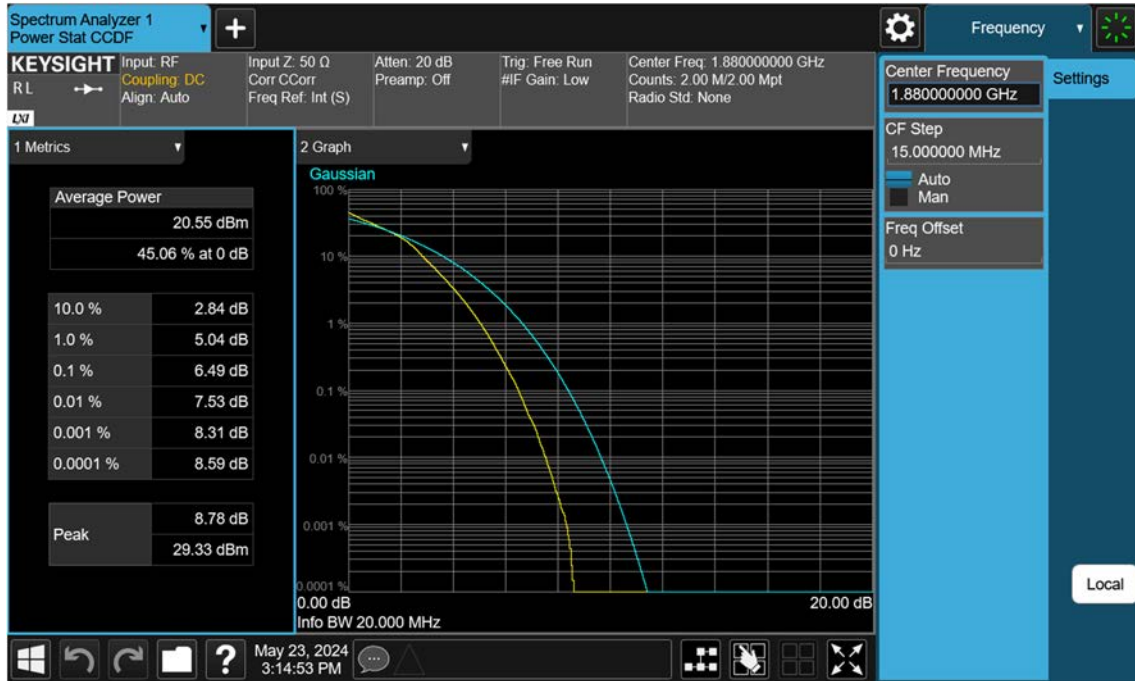 Spectrum Analyzer 1
Power Stat CCDF
Frequency
KEYSIGHT
R L
LXI
Input: RF
Coupling: DC
Align: Auto
Input Z: 50 Ω
Corr CCorr
Freq Ref: Int (S)
Atten: 20 dB
Preamp: Off
Trig: Free Run
#IF Gain: Low
Center Freq: 1.880000000 GHz
Counts: 2.00 M/2.00 Mpt
Radio Std: None
Center Frequency
1.880000000 GHz
Settings
CF Step
15.000000 MHz
Auto
Man
Freq Offset
0 Hz
Local
1 Metrics
Average Power
20.55 dBm
45.06 % at 0 dB
10.0 % 2.84 dB
1.0 % 5.04 dB
0.1 % 6.49 dB
0.01 % 7.53 dB
0.001 % 8.31 dB
0.0001 % 8.59 dB
Peak
8.78 dB
29.33 dBm
2 Graph
Gaussian
100 %
10 %
1 %
0.1 %
0.01 %
0.001 %
0.0001 %
0.00 dB
20.00 dB
Info BW 20.000 MHz
?
May 23, 2024
3:14:53 PM